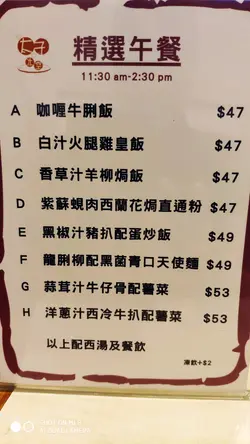 精選午餐
11:30 am-2:30 pm
A 咖喱牛脷飯 $47
B 白汁火腿雞皇飯 $47
C 香草汁羊柳焗飯 $47
D 紫蘇蜆肉西蘭花焗直通粉 $47
E 黑椒汁豬扒配蛋炒飯 $49
F 龍脷柳配黑菌青口天使麵 $49
G 蒜茸汁牛仔骨配薯菜 $53
H 洋蔥汁西冷牛扒配薯菜 $53
以上配西湯及餐飲
凍飲+$2